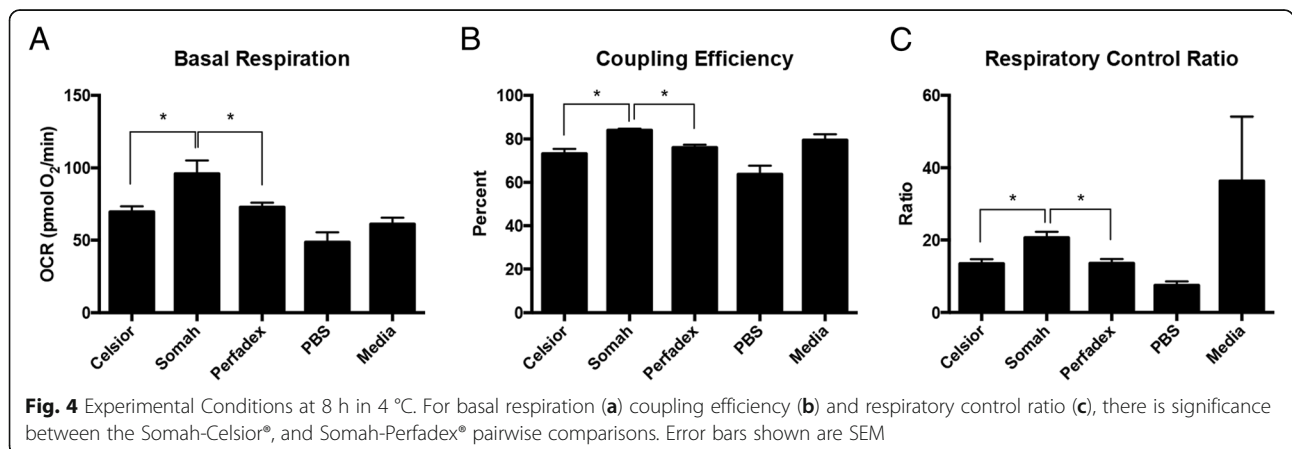 A
Basal Respiration
OCR (pmol O₂/min)
150
100
50
0
* *
Celsior
Somah
Perfadex
PBS
Media
B
Coupling Efficiency
Percent
100
80
60
40
20
0
* *
Celsior
Somah
Perfadex
PBS
Media
C
Respiratory Control Ratio
Ratio
60
40
20
0
* *
Celsior
Somah
Perfadex
PBS
Media
Fig. 4 Experimental Conditions at 8 h in 4 °C. For basal respiration (a) coupling efficiency (b) and respiratory control ratio (c), there is significance
between the Somah-Celsior®, and Somah-Perfadex® pairwise comparisons. Error bars shown are SEM